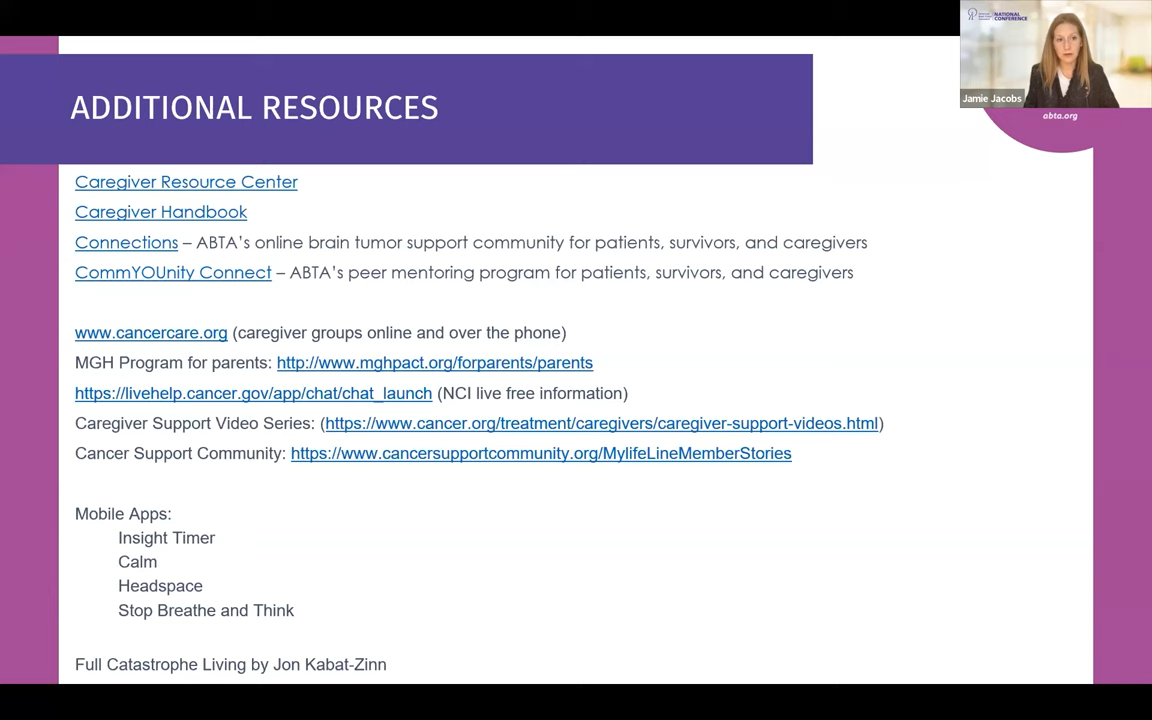 NATIONAL
CONFERENCE
Jamie Jacobs
abta.org
ADDITIONAL RESOURCES
Caregiver Resource Center
Caregiver Handbook
Connections – ABTA's online brain tumor support community for patients, survivors, and caregivers
CommYOUnity Connect – ABTA's peer mentoring program for patients, survivors, and caregivers
www.cancercare.org (caregiver groups online and over the phone)
MGH Program for parents: http://www.mghpact.org/forparents/parents
https://livehelp.cancer.gov/app/chat/chat_launch (NCI live free information)
Caregiver Support Video Series: (https://www.cancer.org/treatment/caregivers/caregiver-support-videos.html)
Cancer Support Community: https://www.cancersupportcommunity.org/MylifeLineMemberStories
Mobile Apps:
Insight Timer
Calm
Headspace
Stop Breathe and Think
Full Catastrophe Living by Jon Kabat-Zinn